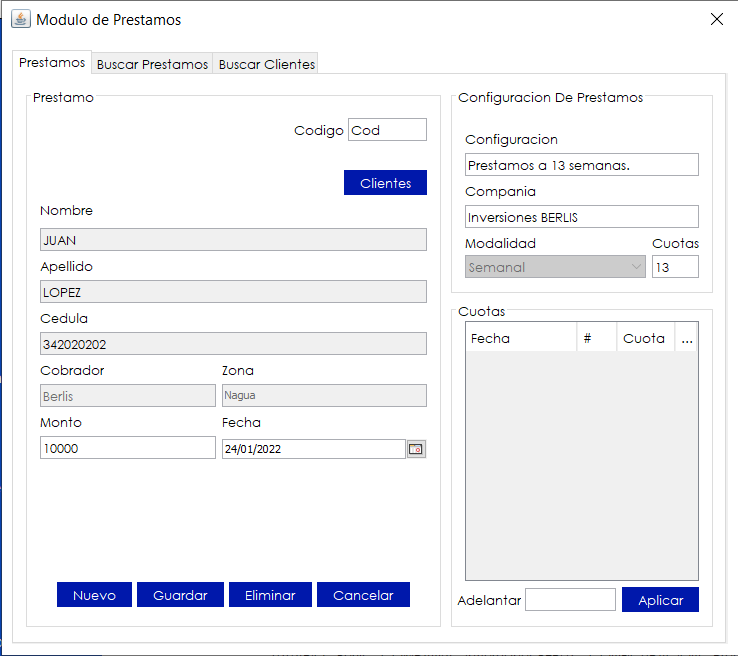 Modulo de Prestamos
Prestamos Buscar Prestamos Buscar Clientes
Prestamo
Codigo Cod
Clientes
Nombre
JUAN
Apellido
LOPEZ
Cedula
342020202
Cobrador Zona
Berlis Nagua
Monto Fecha
10000 24/01/2022
Nuevo Guardar Eliminar Cancelar
Configuracion De Prestamos
Configuracion
Prestamos a 13 semanas.
Compania
Inversiones BERLIS
Modalidad Cuotas
Semanal 13
Cuotas
Fecha # Cuota ...
Adelantar Aplicar